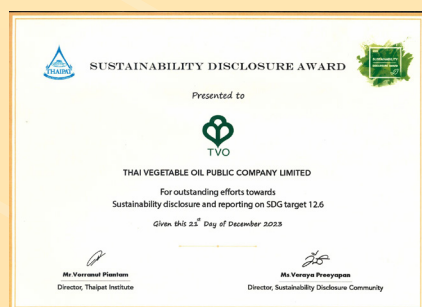 THAIPAT
SUSTAINABILITY DISCLOSURE AWARD
SUSTAINABILITY
Presented to
TVO
THAI VEGETABLE OIL PUBLIC COMPANY LIMITED
For outstanding efforts towards
Sustainability disclosure and reporting on SDG target 12.6
Given this 21st Day of December 2023
Mr.Vorranut Piantam
Director, Thaipat Institute
Ms.Veraya Preeyapan
Director, Sustainability Disclosure Community